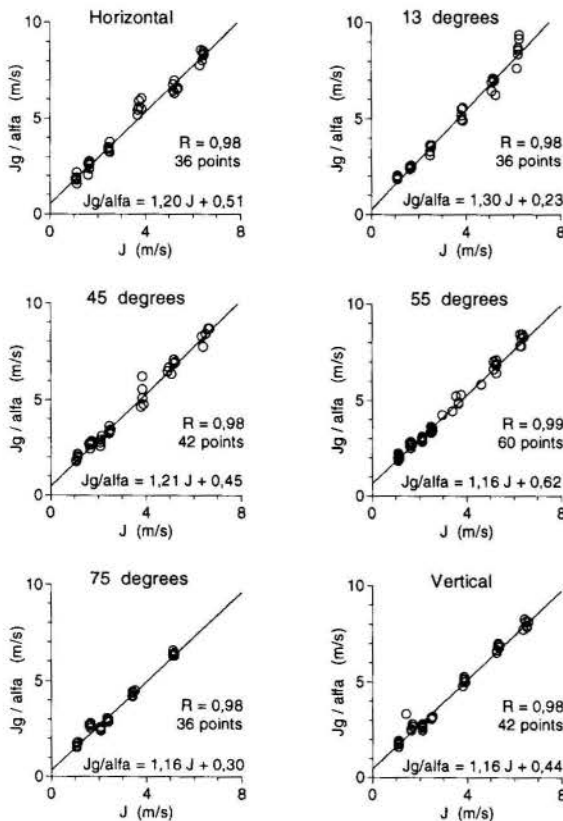 Horizontal
10
5
0
Jg / alfa (m/s)
R = 0,98
36 points
Jg/alfa = 1,20 J + 0,51
0 4 8
J (m/s)
13 degrees
10
5
0
Jg / alfa (m/s)
R = 0,98
36 points
Jg/alfa = 1,30 J + 0,23
0 4 8
J (m/s)
45 degrees
10
5
0
Jg / alfa (m/s)
R = 0,98
42 points
Jg/alfa = 1,21 J + 0,45
0 4 8
J (m/s)
55 degrees
10
5
0
Jg / alfa (m/s)
R = 0,99
60 points
Jg/alfa = 1,16 J + 0,62
0 4 8
J (m/s)
75 degrees
10
5
0
Jg / alfa (m/s)
R = 0,98
36 points
Jg/alfa = 1,16 J + 0,30
0 4 8
J (m/s)
Vertical
10
5
0
Jg / alfa (m/s)
R = 0,98
42 points
Jg/alfa = 1,16 J + 0,44
0 4 8
J (m/s)